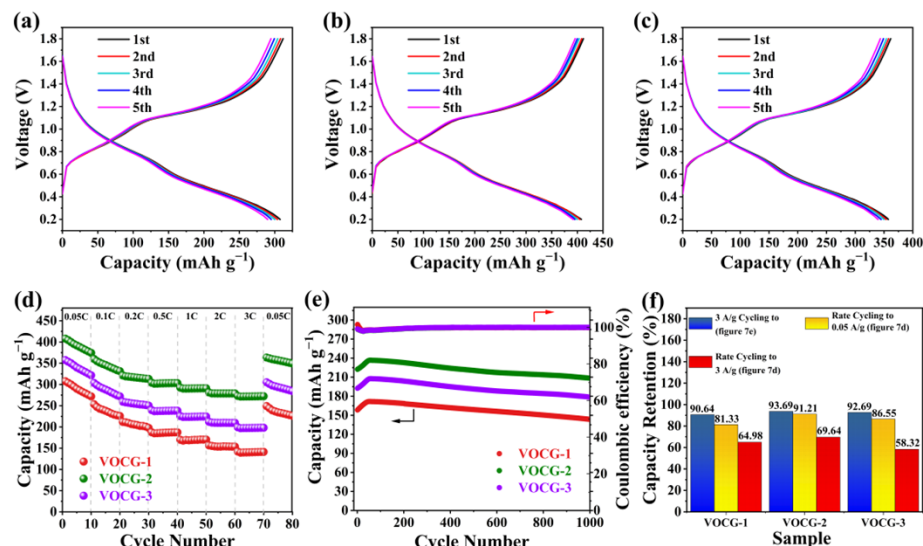 (a)
1st
2nd
3rd
4th
5th
1.8
1.6
1.4
1.2
1.0
0.8
0.6
0.4
0.2
Voltage (V)
0 50 100 150 200 250 300
Capacity (mAh g⁻¹)
(b)
1st
2nd
3rd
4th
5th
1.8
1.6
1.4
1.2
1.0
0.8
0.6
0.4
0.2
Voltage (V)
0 50 100 150 200 250 300 350 400 450
Capacity (mAh g⁻¹)
(c)
1st
2nd
3rd
4th
5th
1.8
1.6
1.4
1.2
1.0
0.8
0.6
0.4
0.2
Voltage (V)
0 50 100 150 200 250 300 350 400
Capacity (mAh g⁻¹)
(d)
0.05C 0.1C 0.2C 0.5C 1C 2C 3C 0.05C
450
400
350
300
250
200
150
100
50
0
Capacity (mAh g⁻¹)
VOCG-1
VOCG-2
VOCG-3
0 10 20 30 40 50 60 70 80
Cycle Number
(e)
300
270
240
210
180
150
120
90
60
30
0
Capacity (mAh g⁻¹)
100
80
60
40
20
0
Coulombic efficiency (%)
VOCG-1
VOCG-2
VOCG-3
0 200 400 600 800 1000
Cycle Number
(f)
3 A/g Cycling to
(figure 7e)
Rate Cycling to
0.05 A/g (figure 7d)
Rate Cycling to
3 A/g (figure 7d)
180
160
140
120
100
80
60
40
20
0
Capacity Retention (%)
90.64
81.33
64.98
93.69
91.21
69.64
92.69
86.55
58.32
VOCG-1 VOCG-2 VOCG-3
Sample